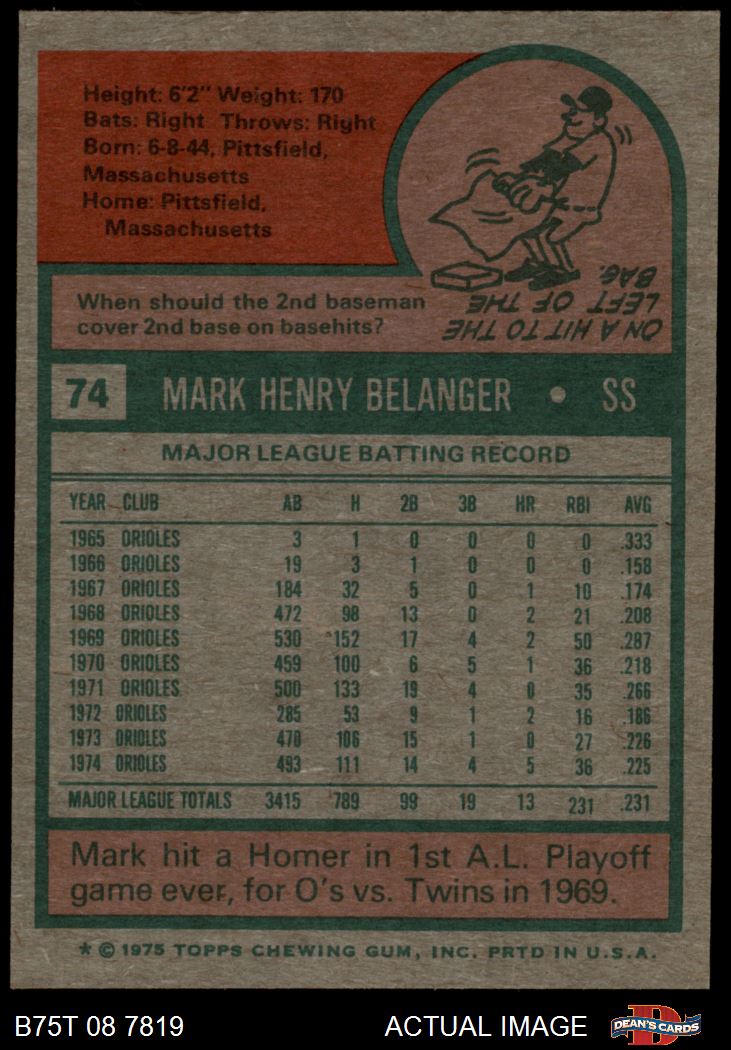 Height: 6'2" Weight: 170
Bats: Right Throws: Right
Born: 6-8-44, Pittsfield,
Massachusetts
Home: Pittsfield,
Massachusetts
When should the 2nd baseman
cover 2nd base on basehits?
ON A HIT TO THE
LEFT OF THE
BAG.
74 MARK HENRY BELANGER • SS
MAJOR LEAGUE BATTING RECORD
YEAR CLUB AB H 2B 3B HR RBI AVG
1965 ORIOLES 3 1 0 0 0 0 .333
1966 ORIOLES 19 3 1 0 0 0 .158
1967 ORIOLES 184 32 5 0 1 10 .174
1968 ORIOLES 472 98 13 0 2 21 .208
1969 ORIOLES 530 152 17 4 2 50 .287
1970 ORIOLES 459 100 6 5 1 36 .218
1971 ORIOLES 500 133 19 4 0 35 .266
1972 ORIOLES 285 53 9 1 2 16 .186
1973 ORIOLES 470 106 15 1 0 27 .226
1974 ORIOLES 493 111 14 4 5 36 .225
MAJOR LEAGUE TOTALS 3415 789 99 19 13 231 .231
Mark hit a Homer in 1st A.L. Playoff
game ever, for O's vs. Twins in 1969.
* © 1975 TOPPS CHEWING GUM, INC. PRTD IN U.S.A.
B75T 08 7819 ACTUAL IMAGE DEAN'S CARDS